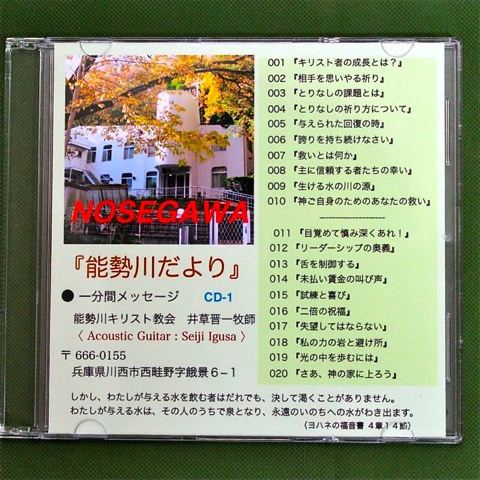 NOSEGAWA
『能勢川だより』
● 一分間メッセージ CD-1
能勢川キリスト教会 井草晋一牧師
〈 Acoustic Guitar : Seiji Igusa 〉
〒 666-0155
兵庫県川西市西畦野字餓景６−１
001 『キリスト者の成長とは？』
002 『相手を思いやる祈り』
003 『とりなしの課題とは』
004 『とりなしの祈り方について』
005 『与えられた回復の時』
006 『誇りを持ち続けなさい』
007 『救いとは何か』
008 『主に信頼する者たちの幸い』
009 『生ける水の川の源』
010 『神ご自身のためのあなたの救い』
--------------------
011 『目覚めて慎み深くあれ！』
012 『リーダーシップの奥義』
013 『舌を制御する』
014 『未払い賃金の叫び声』
015 『試練と喜び』
016 『二倍の祝福』
017 『失望してはならない』
018 『私の力の岩と避け所』
019 『光の中を歩むには』
020 『さあ、神の家に上ろう』
しかし、わたしが与える水を飲む者はだれでも、決して渇くことがありません。
わたしが与える水は、その人のうちで泉となり、永遠のいのちへの水がわき出ます。
（ヨハネの福音書 ４章１４節）